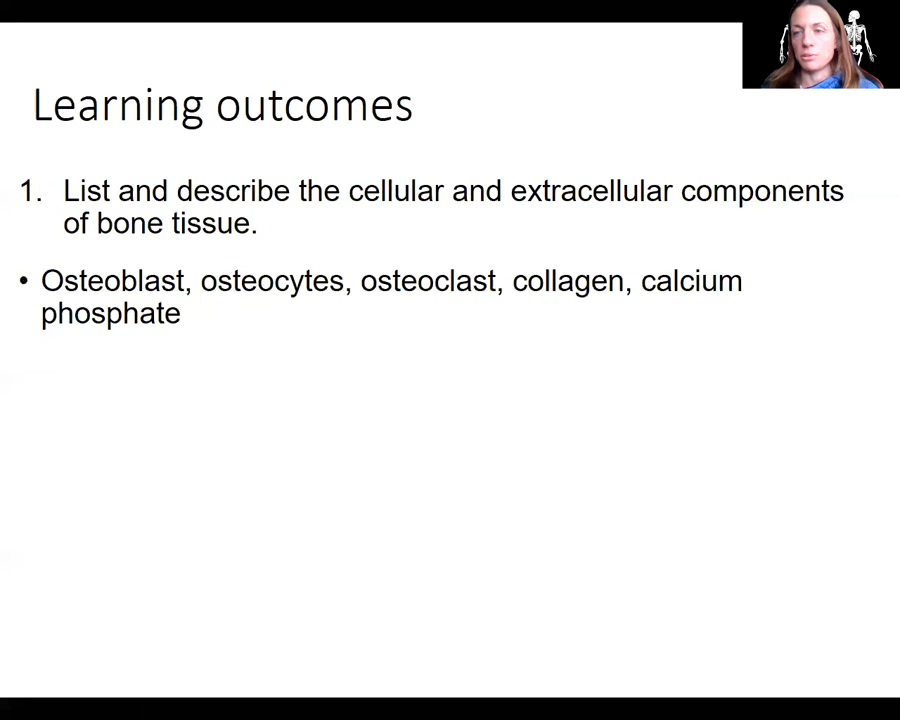 Learning outcomes
1. List and describe the cellular and extracellular components
of bone tissue.
• Osteoblast, osteocytes, osteoclast, collagen, calcium
phosphate